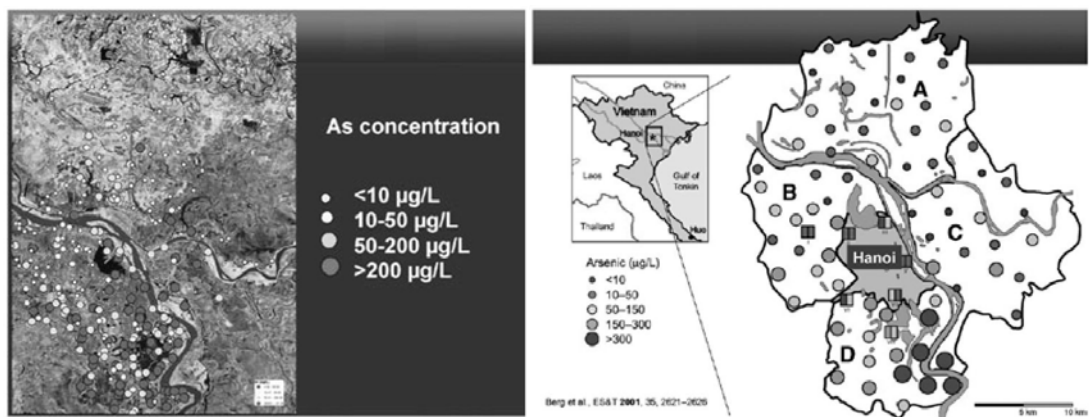 As concentration
<10 µg/L
10-50 µg/L
50-200 µg/L
>200 µg/L
China
Vietnam
Hanoi
Laos
Gulf of
Tonkin
Thailand
Hue
Arsenic (µg/L)
<10
10–50
50–150
150–300
>300
Berg et al., ES&T 2001, 35, 2621–2626
A
B
C
Hanoi
D
5 km
10 km